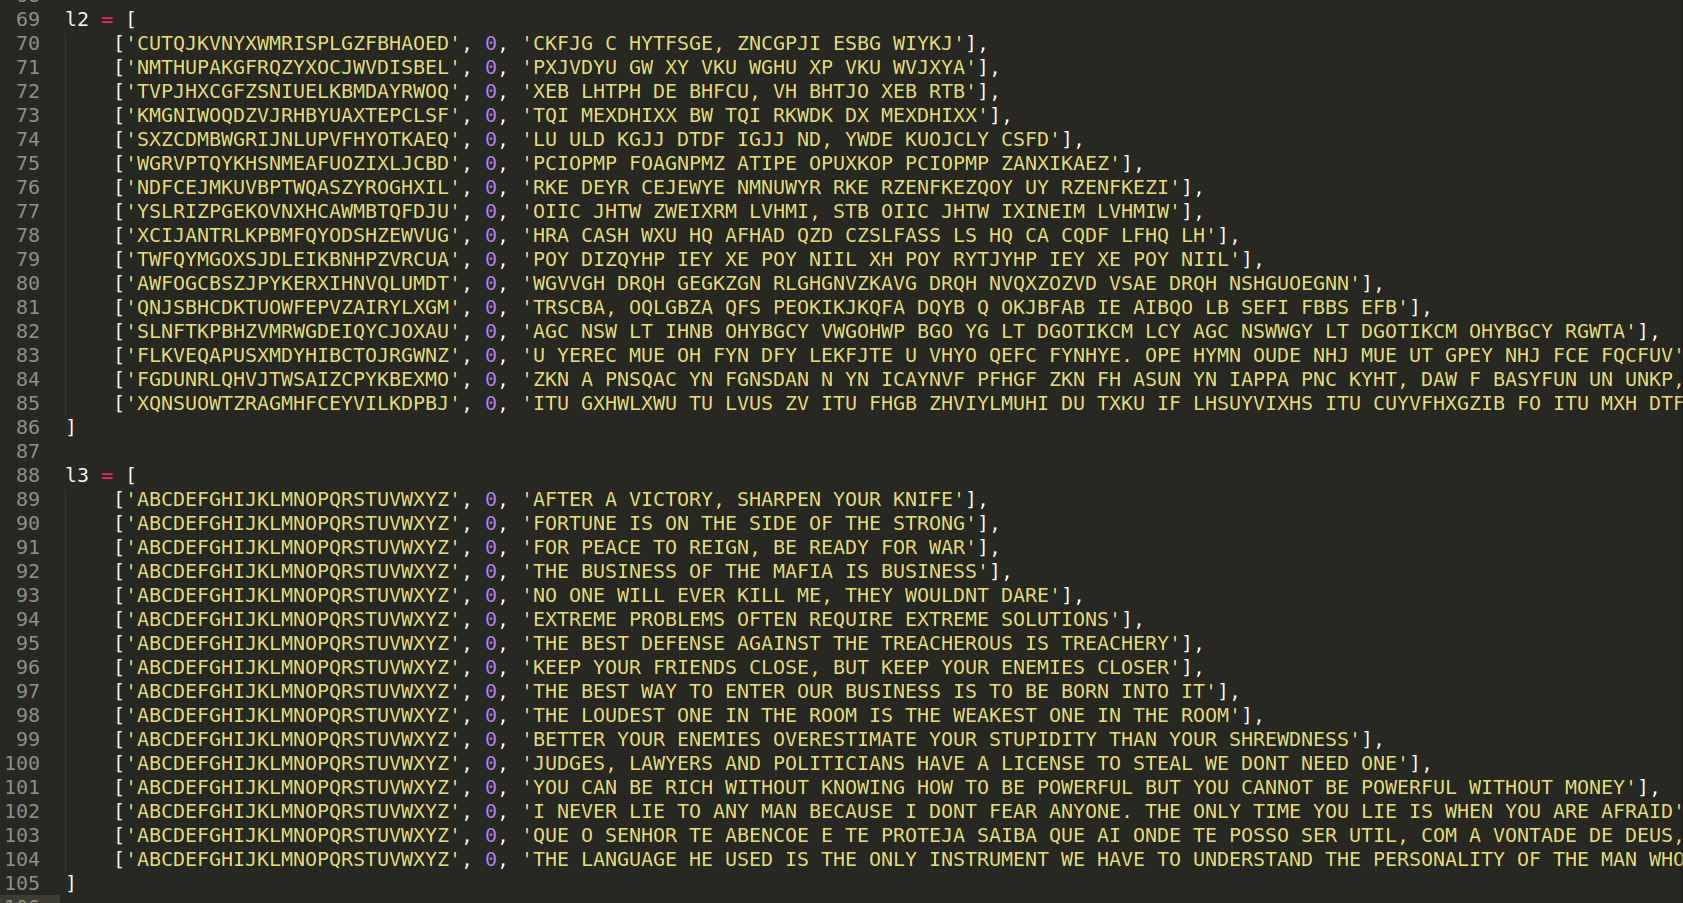 69 l2 = [
70 ['CUTQJKVNYXWMRISPLGZFBHAOED', 0, 'CKFJG C HYTFSGE, ZNCGPJI ESBG WIYKJ'],
71 ['NMTHUPAKGFRQZYXOCJWVDISBEL', 0, 'PXJVDYU GW XY VKU WGHU XP VKU WVJXYA'],
72 ['TVPJHXCGFZSNIUELKBMDAYRWOQ', 0, 'XEB LHTPH DE BHFCU, VH BHTJO XEB RTB'],
73 ['KMGNIWOQDZVJRHBYUAXTEPCLSF', 0, 'TQI MEXDHIXX BW TQI RKWDK DX MEXDHIXX'],
74 ['SXZCDMBWGRIJNLUPVFHYOTKAEQ', 0, 'LU ULD KGJJ DTDF IGJJ ND, YWDE KUOJCLY CSFD'],
75 ['WGRVPTQYKHSNMEAFUOZIXLJCBD', 0, 'PCIOPMP FOAGNPMZ ATIPE OPUXKOP PCIOPMP ZANXIKAEZ'],
76 ['NDFCEJMKUVBPTWQASZYROGHXIL', 0, 'RKE DEYR CEJEWYE NMNUWYR RKE RZENFKEZQOY UY RZENFKEZI'],
77 ['YSLRIZPGEKOVNXHCAWMBTQFDJU', 0, 'OIIC JHTW ZWEIXRM LVHMI, STB OIIC JHTW IXINEIM LVHMIW'],
78 ['XCIJANTRLKPBMFQYODSHZEWVUG', 0, 'HRA CASH WXU HQ AFHAD QZD CZSLFASS LS HQ CA CQDF LFHQ LH'],
79 ['TWFQYMGOXSJDLEIKBNHPZVRCUA', 0, 'POY DIZQYHP IEY XE POY NIIL XH POY RYTJYHP IEY XE POY NIIL'],
80 ['AWFOGCBSZJPYKERXIHNVQLUMDT', 0, 'WGVVGH DRQH GEGKZGN RLGHGNVZKAVG DRQH NVQXZOZVD VSAE DRQH NSHGUOEGNN'],
81 ['QNJSBHCDKTUOWFEPVZAIRYLXGM', 0, 'TRSCBA, OQLGBZA QFS PEOKIKJKQFA DQYB Q OKJBFAB IE AIBQO LB SEFI FBBS EFB'],
82 ['SLNFTKPBHZVMRWGDEIQYCJOXAU', 0, 'AGC NSW LT IHNB OHYBGCY VWGOHWP BGO YG LT DGOTIKCM LCY AGC NSWWGY LT DGOTIKCM OHYBGCY RGWTA'],
83 ['FLKVEQAPUSXMDYHIBCTOJRGWNZ', 0, 'U YEREC MUE OH FYN DFY LEKFJTE U VHYO QEFC FYNHYE. OPE HYMN OUDE NHJ MUE UT GPEY NHJ FCE FQCFUV'
84 ['FGDUNRLQHVJTWSAIZCPYKBEXMO', 0, 'ZKN A PNSQAC YN FGNSDAN N YN ICAYNVF PFHGF ZKN FH ASUN YN IAPPA PNC KYHT, DAW F BASYFUN UN UNKP,
85 ['XQNSUOWTZRAGMHFCEYVILKDPBJ', 0, 'ITU GXHWLXWU TU LVUS ZV ITU FHGB ZHVIYLMUHI DU TXKU IF LHSUYVIXHS ITU CUYVFHXGZIB FO ITU MXH DTF
86 ]
87
88 l3 = [
89 ['ABCDEFGHIJKLMNOPQRSTUVWXYZ', 0, 'AFTER A VICTORY, SHARPEN YOUR KNIFE'],
90 ['ABCDEFGHIJKLMNOPQRSTUVWXYZ', 0, 'FORTUNE IS ON THE SIDE OF THE STRONG'],
91 ['ABCDEFGHIJKLMNOPQRSTUVWXYZ', 0, 'FOR PEACE TO REIGN, BE READY FOR WAR'],
92 ['ABCDEFGHIJKLMNOPQRSTUVWXYZ', 0, 'THE BUSINESS OF THE MAFIA IS BUSINESS'],
93 ['ABCDEFGHIJKLMNOPQRSTUVWXYZ', 0, 'NO ONE WILL EVER KILL ME, THEY WOULDNT DARE'],
94 ['ABCDEFGHIJKLMNOPQRSTUVWXYZ', 0, 'EXTREME PROBLEMS OFTEN REQUIRE EXTREME SOLUTIONS'],
95 ['ABCDEFGHIJKLMNOPQRSTUVWXYZ', 0, 'THE BEST DEFENSE AGAINST THE TREACHEROUS IS TREACHERY'],
96 ['ABCDEFGHIJKLMNOPQRSTUVWXYZ', 0, 'KEEP YOUR FRIENDS CLOSE, BUT KEEP YOUR ENEMIES CLOSER'],
97 ['ABCDEFGHIJKLMNOPQRSTUVWXYZ', 0, 'THE BEST WAY TO ENTER OUR BUSINESS IS TO BE BORN INTO IT'],
98 ['ABCDEFGHIJKLMNOPQRSTUVWXYZ', 0, 'THE LOUDEST ONE IN THE ROOM IS THE WEAKEST ONE IN THE ROOM'],
99 ['ABCDEFGHIJKLMNOPQRSTUVWXYZ', 0, 'BETTER YOUR ENEMIES OVERESTIMATE YOUR STUPIDITY THAN YOUR SHREWDNESS'],
100 ['ABCDEFGHIJKLMNOPQRSTUVWXYZ', 0, 'JUDGES, LAWYERS AND POLITICIANS HAVE A LICENSE TO STEAL WE DONT NEED ONE'],
101 ['ABCDEFGHIJKLMNOPQRSTUVWXYZ', 0, 'YOU CAN BE RICH WITHOUT KNOWING HOW TO BE POWERFUL BUT YOU CANNOT BE POWERFUL WITHOUT MONEY'],
102 ['ABCDEFGHIJKLMNOPQRSTUVWXYZ', 0, 'I NEVER LIE TO ANY MAN BECAUSE I DONT FEAR ANYONE. THE ONLY TIME YOU LIE IS WHEN YOU ARE AFRAID'
103 ['ABCDEFGHIJKLMNOPQRSTUVWXYZ', 0, 'QUE O SENHOR TE ABENCOE E TE PROTEJA SAIBA QUE AI ONDE TE POSSO SER UTIL, COM A VONTADE DE DEUS,
104 ['ABCDEFGHIJKLMNOPQRSTUVWXYZ', 0, 'THE LANGUAGE HE USED IS THE ONLY INSTRUMENT WE HAVE TO UNDERSTAND THE PERSONALITY OF THE MAN WHO
105 ]